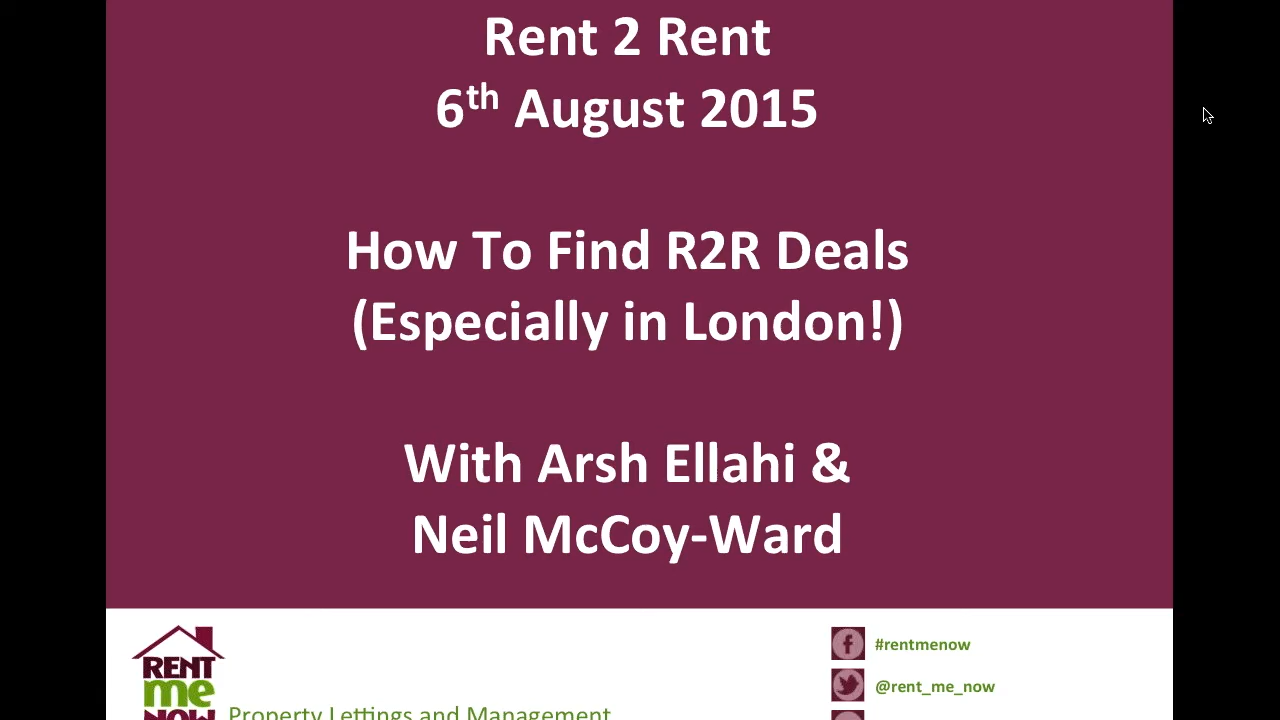 Rent 2 Rent
6th August 2015
How To Find R2R Deals
(Especially in London!)
With Arsh Ellahi &
Neil McCoy-Ward
RENT
me
NOW
Property Lettings and Management
#rentmenow
@rent_me_now